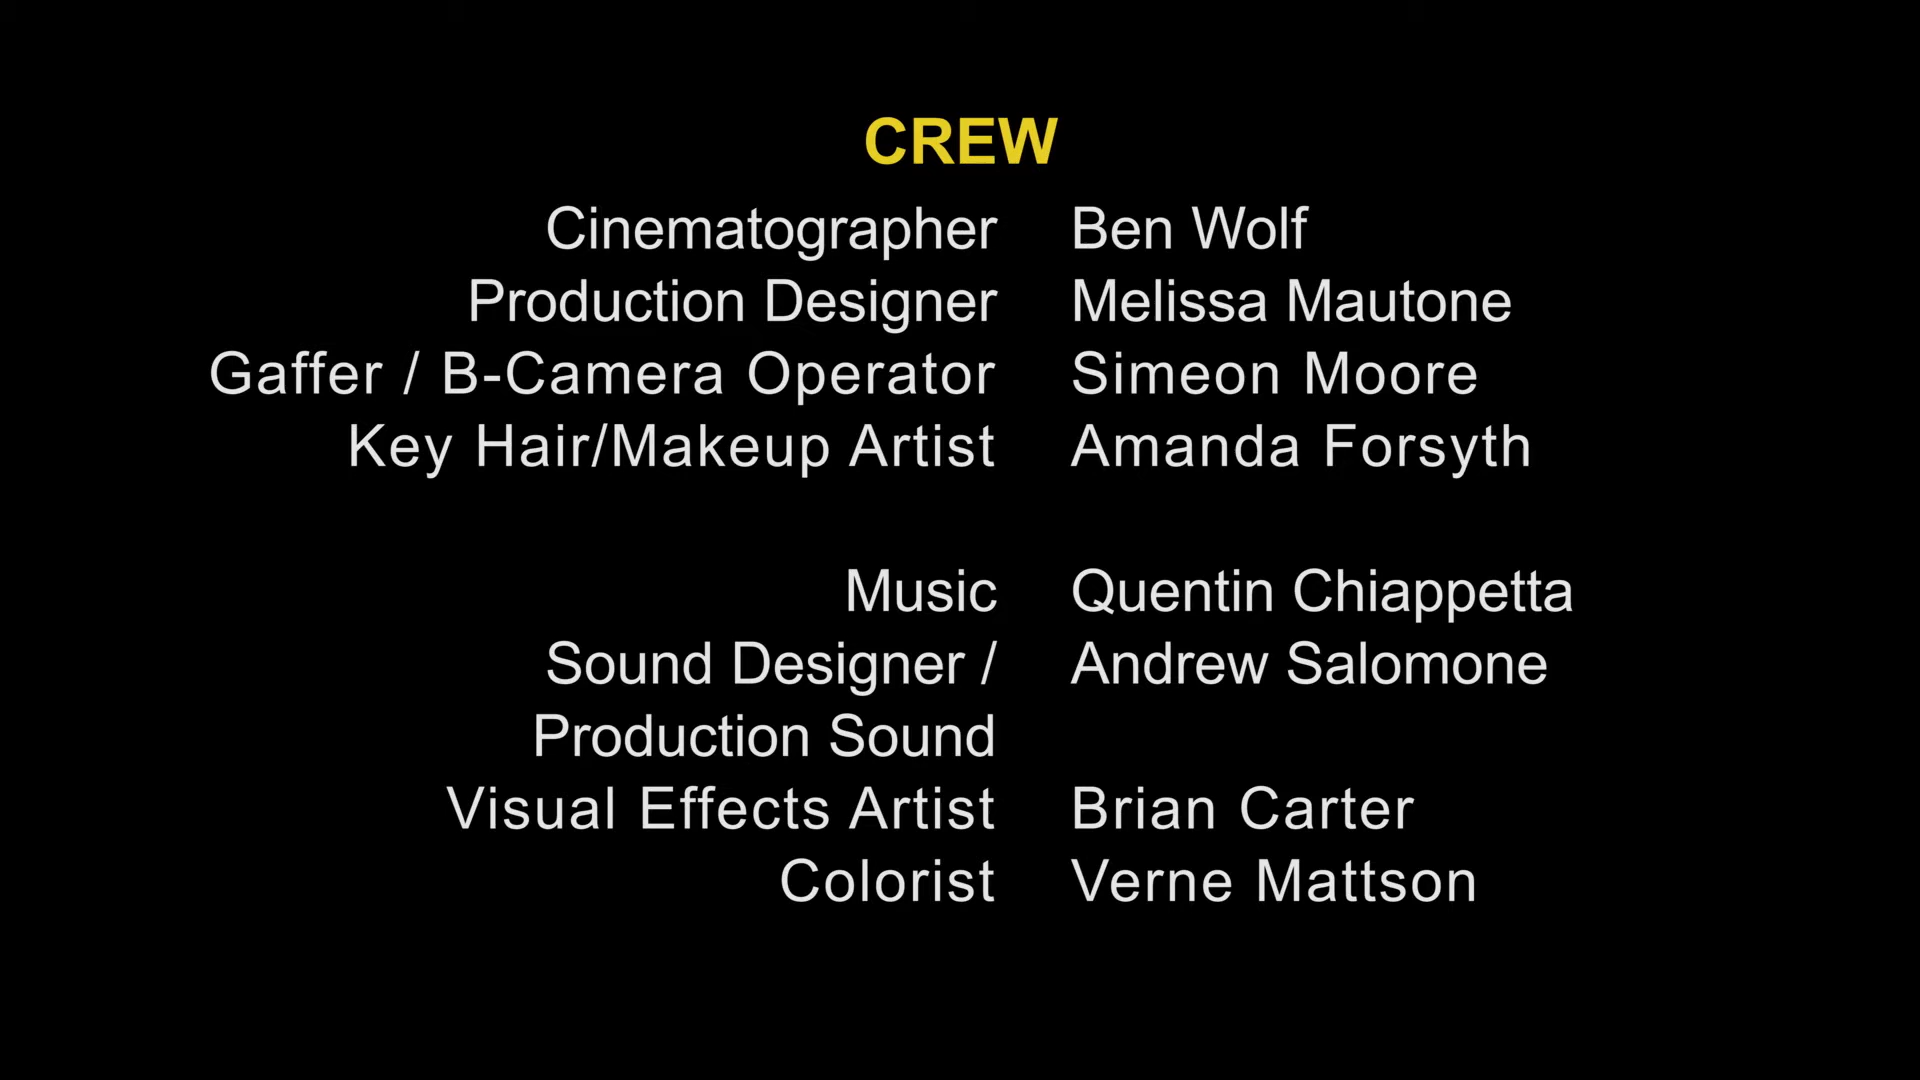 CREW
Cinematographer Ben Wolf
Production Designer Melissa Mautone
Gaffer / B-Camera Operator Simeon Moore
Key Hair/Makeup Artist Amanda Forsyth
Music Quentin Chiappetta
Sound Designer / Andrew Salomone
Production Sound
Visual Effects Artist Brian Carter
Colorist Verne Mattson